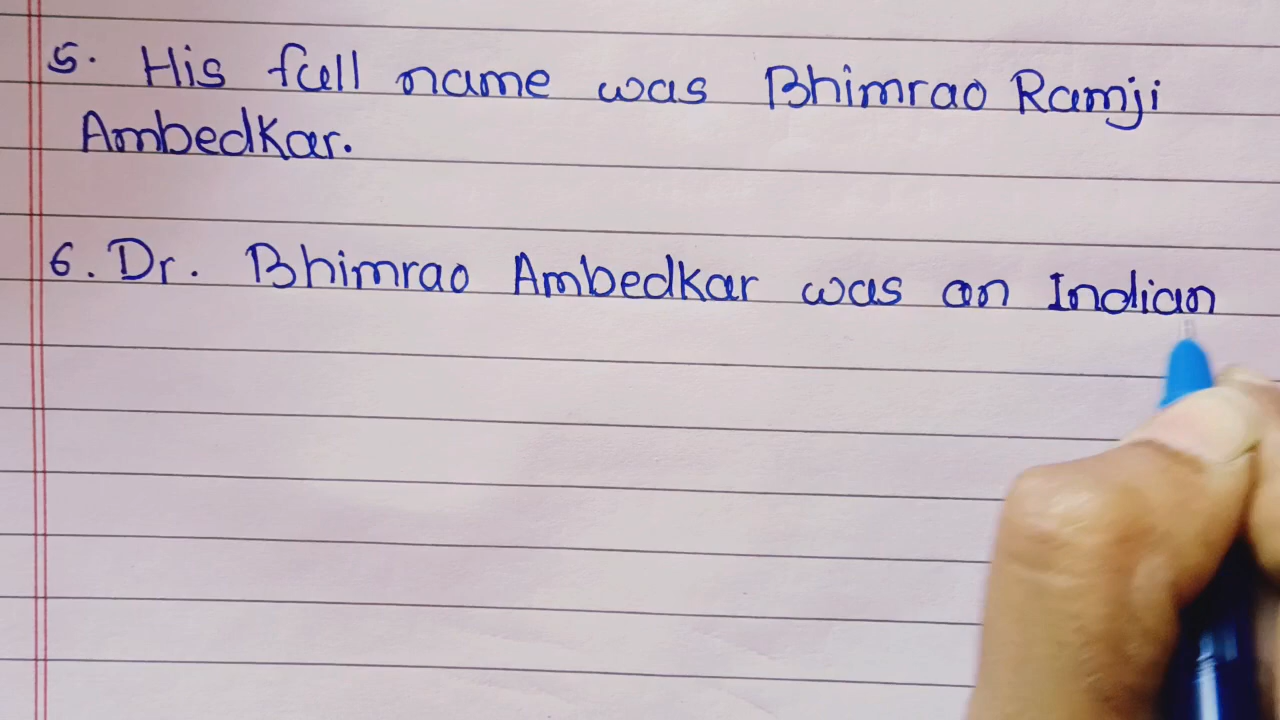 5. His full name was Bhimrao Ramji
Ambedkar.
6. Dr. Bhimrao Ambedkar was an Indian